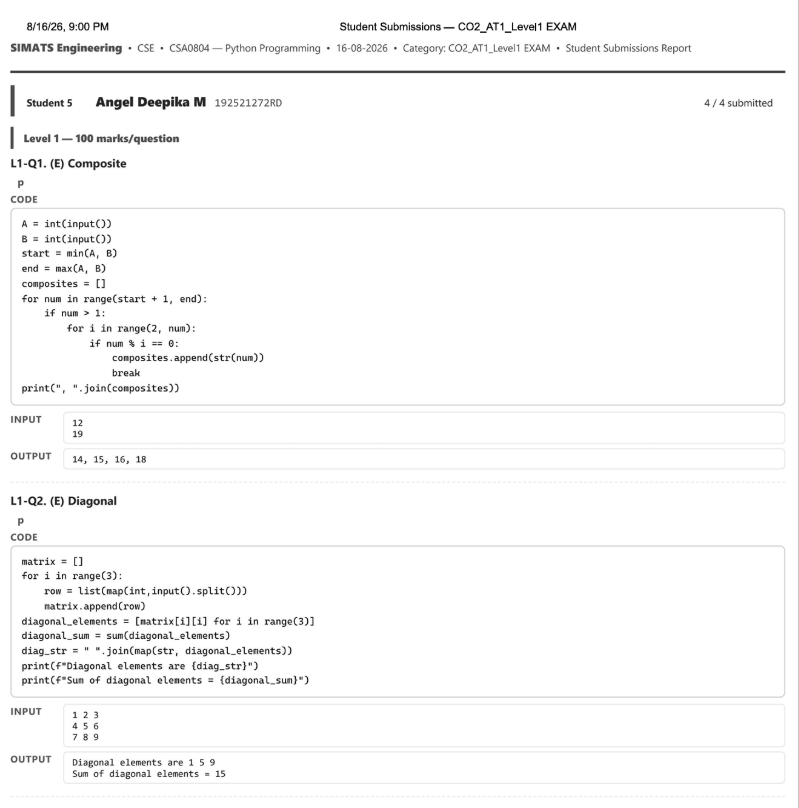 8/16/26, 9:00 PM Student Submissions — CO2_AT1_Level1 EXAM
SIMATS Engineering • CSE • CSA0804 — Python Programming • 16-08-2026 • Category: CO2_AT1_Level1 EXAM • Student Submissions Report
Student 5 Angel Deepika M 192521272RD 4 / 4 submitted
Level 1 — 100 marks/question
L1-Q1. (E) Composite
p
CODE
A = int(input())
B = int(input())
start = min(A, B)
end = max(A, B)
composites = []
for num in range(start + 1, end):
    if num > 1:
        for i in range(2, num):
            if num % i == 0:
                composites.append(str(num))
                break
print(", ".join(composites))
INPUT
12
19
OUTPUT
14, 15, 16, 18
L1-Q2. (E) Diagonal
p
CODE
matrix = []
for i in range(3):
    row = list(map(int,input().split()))
    matrix.append(row)
diagonal_elements = [matrix[i][i] for i in range(3)]
diagonal_sum = sum(diagonal_elements)
diag_str = " ".join(map(str, diagonal_elements))
print(f"Diagonal elements are {diag_str}")
print(f"Sum of diagonal elements = {diagonal_sum}")
INPUT
1 2 3
4 5 6
7 8 9
OUTPUT
Diagonal elements are 1 5 9
Sum of diagonal elements = 15